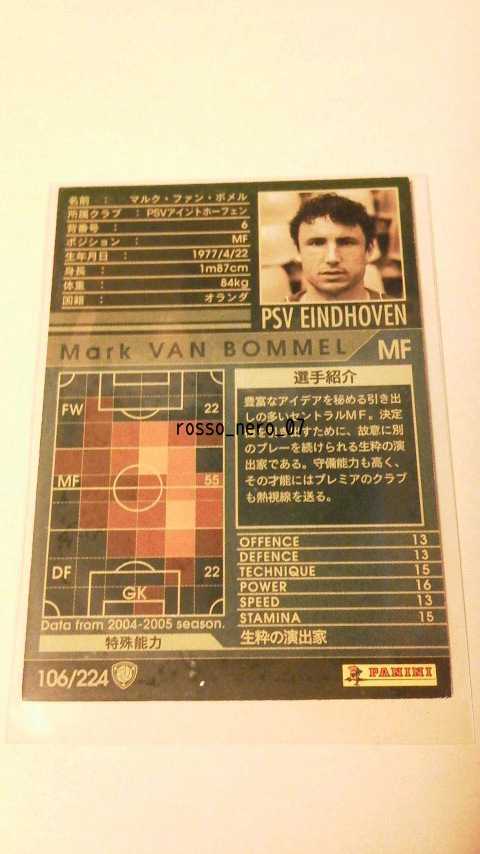 名前 : マルク・ファン・ボメル
所属クラブ : PSVアイントホーフェン
背番号 : 6
ポジション : MF
生年月日 : 1977/4/22
身長 : 1m87cm
体重 : 84kg
国籍 : オランダ
PSV EINDHOVEN
Mark VAN BOMMEL MF
FW 22
MF 55
DF 22
GK
Data from 2004-2005 season.
特殊能力
選手紹介
豊富なアイデアを秘める引き出
しの多いセントラルMF。決定
rosso_nero_07
出すために、故意に別
のプレーを続けられる生粋の演
出家である。守備能力も高く、
その才能にはプレミアのクラブ
も熱視線を送る。
OFFENCE 13
DEFENCE 13
TECHNIQUE 15
POWER 16
SPEED 13
STAMINA 15
生粋の演出家
106/224
PANINI